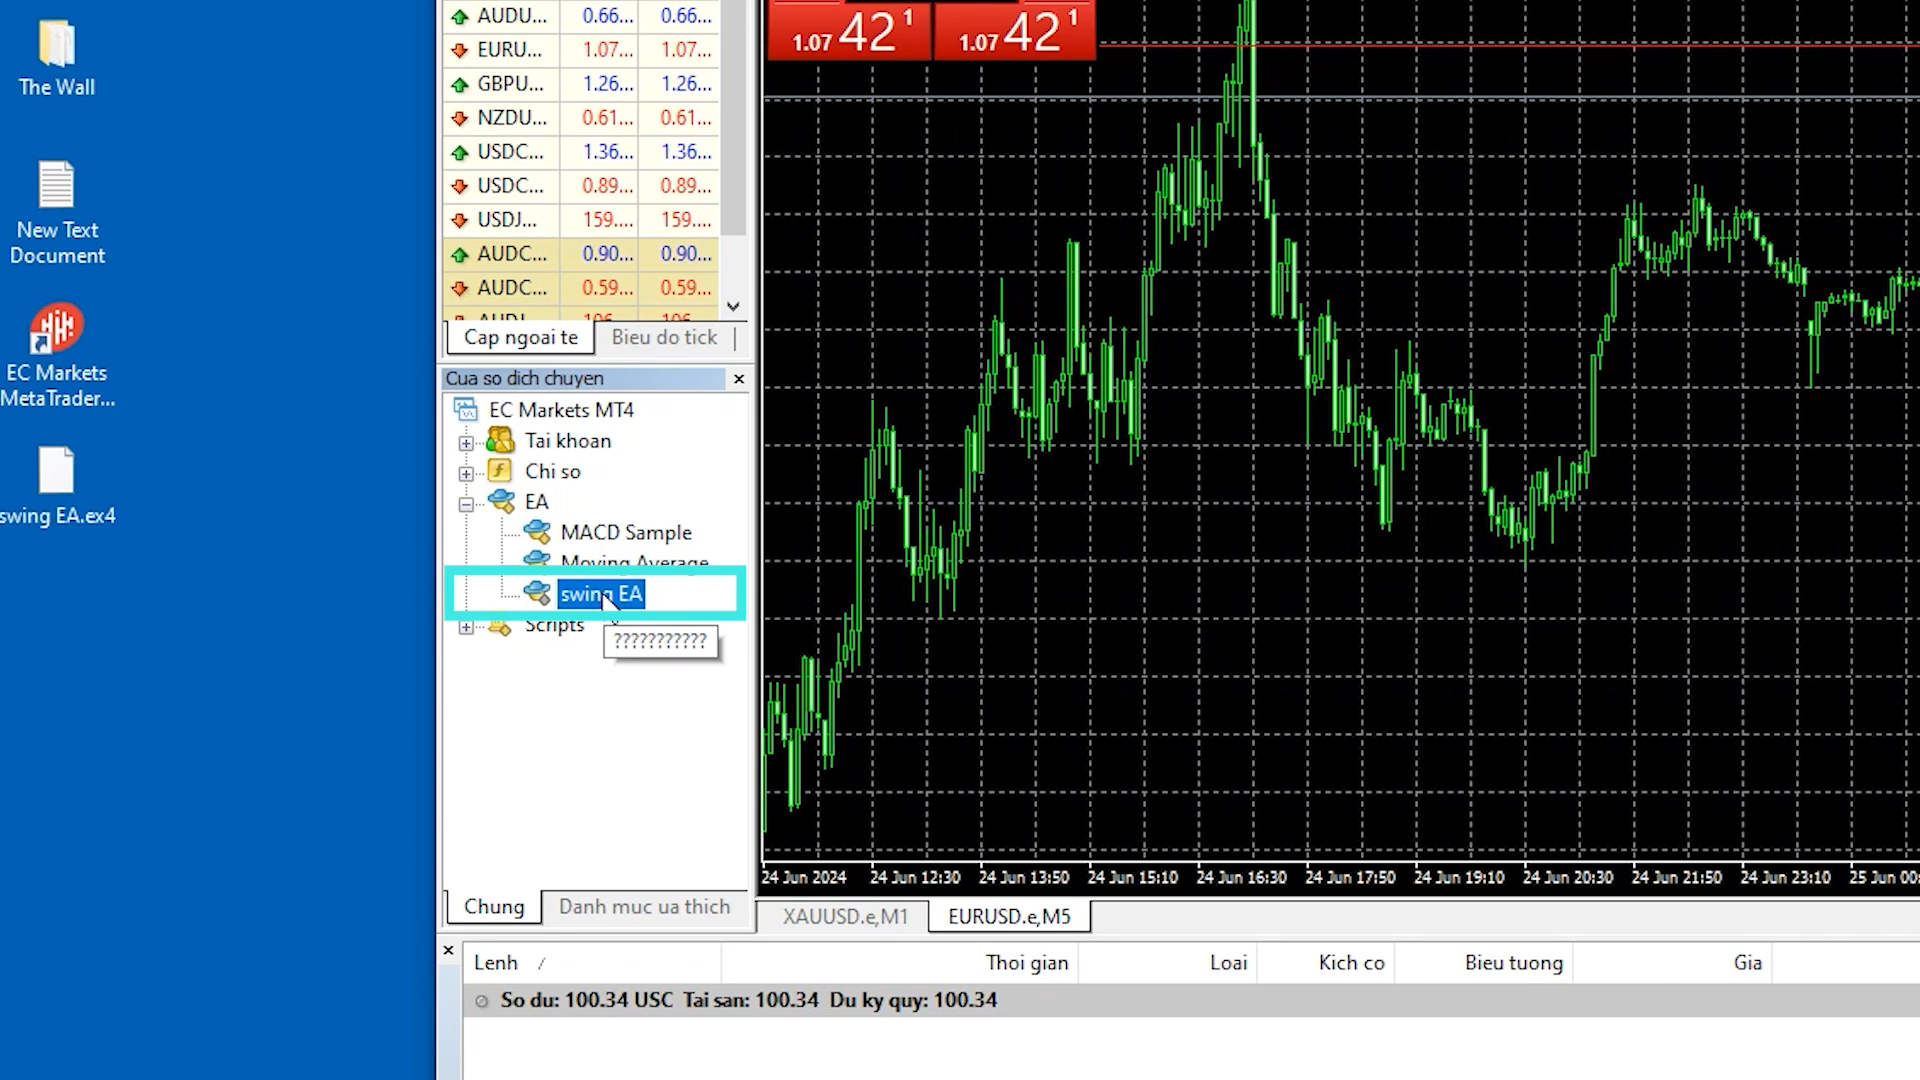 The Wall
New Text
Document
EC Markets
MetaTrader...
swing EA.ex4
AUDU... 0.66... 0.66...
EURU... 1.07... 1.07...
GBPU... 1.26... 1.26...
NZDU... 0.61... 0.61...
USDC... 1.36... 1.36...
USDC... 0.89... 0.89...
USDJ... 159.... 159....
AUDC... 0.90... 0.90...
AUDC... 0.59... 0.59...
AUDJ... 106... 106...
Cap ngoai te Bieu do tick
Cua so dich chuyen
EC Markets MT4
Tai khoan
Chi so
EA
MACD Sample
Moving Average
swing EA
Scripts
???????????
Chung Danh muc ua thich
1.07 42 1 1.07 42 1
24 Jun 2024 24 Jun 12:30 24 Jun 13:50 24 Jun 15:10 24 Jun 16:30 24 Jun 17:50 24 Jun 19:10 24 Jun 20:30 24 Jun 21:50 24 Jun 23:10 25 Jun 00:
XAUUSD.e,M1 EURUSD.e,M5
Lenh / Thoi gian Loai Kich co Bieu tuong Gia
So du: 100.34 USC Tai san: 100.34 Du ky quy: 100.34